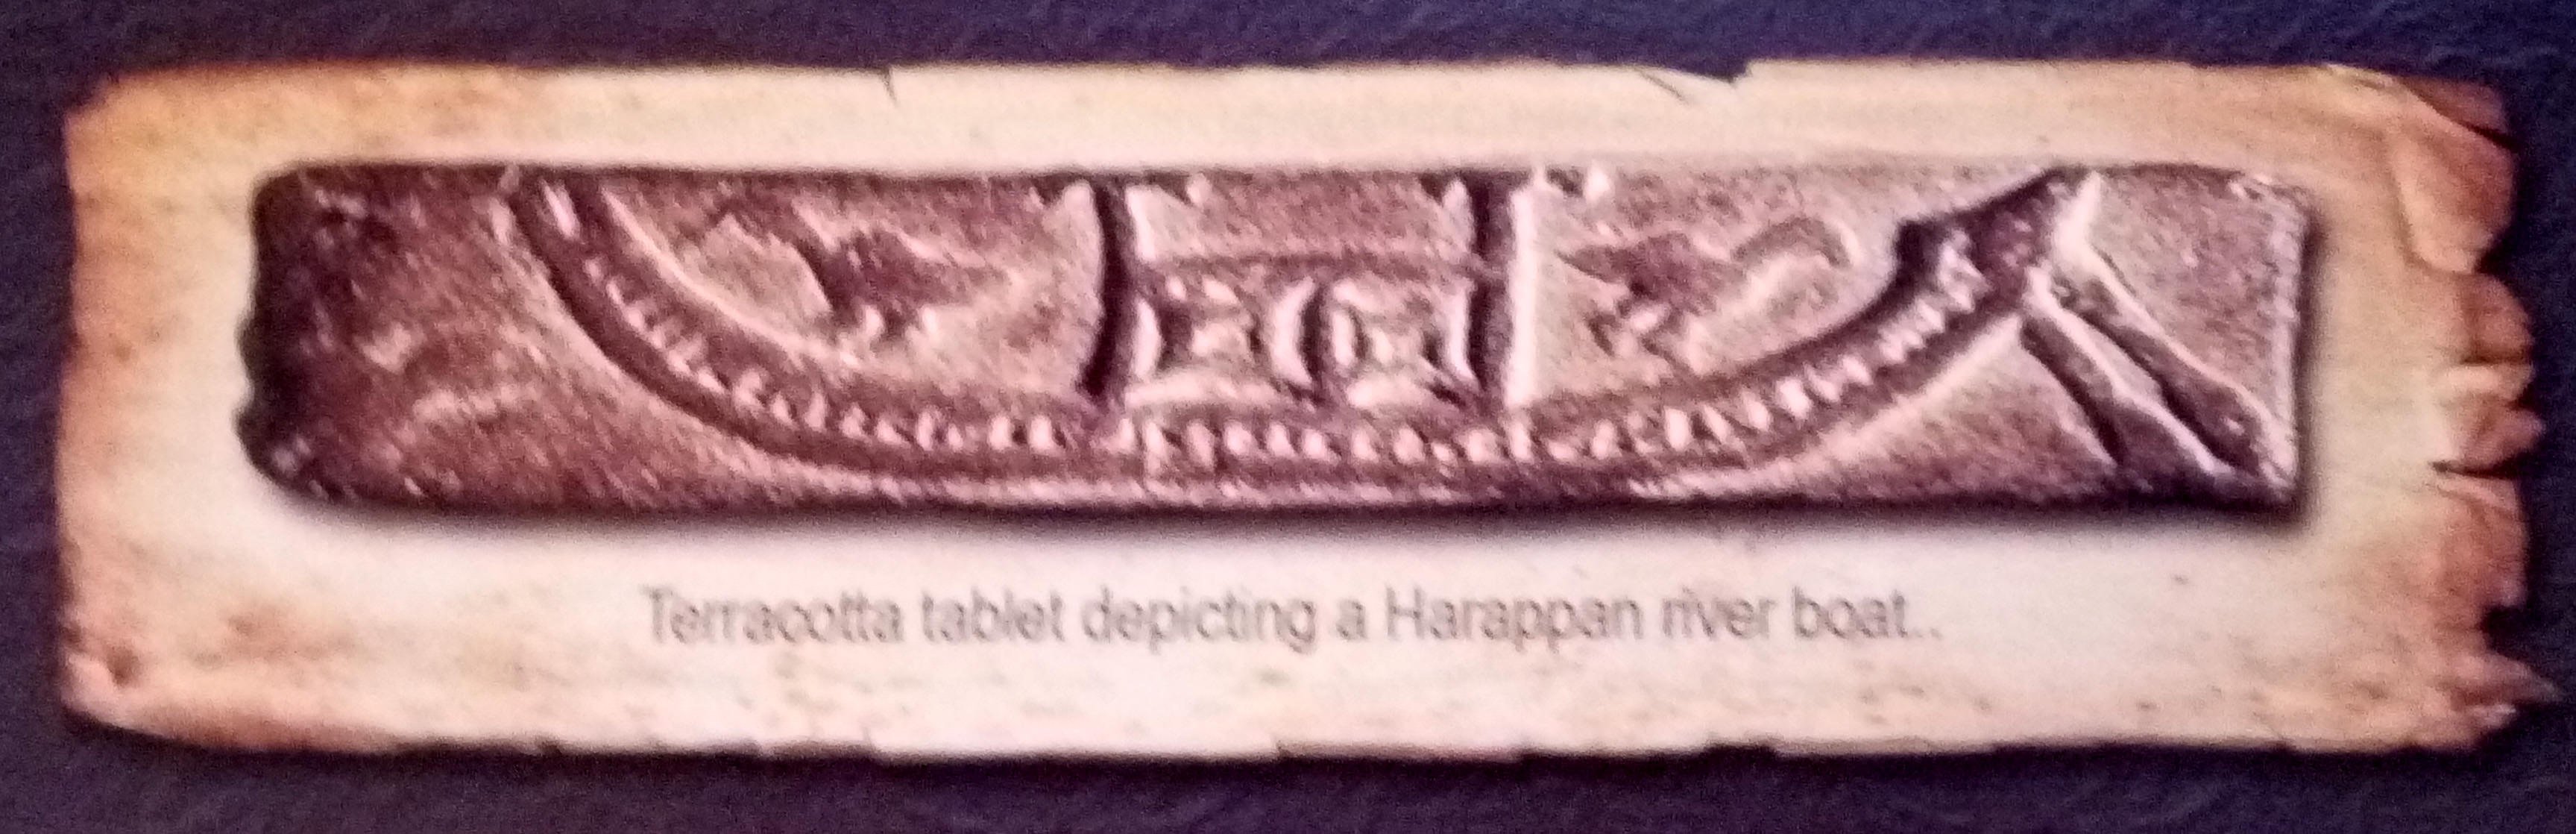 Terracotta tablet depicting a Harappan river boat..